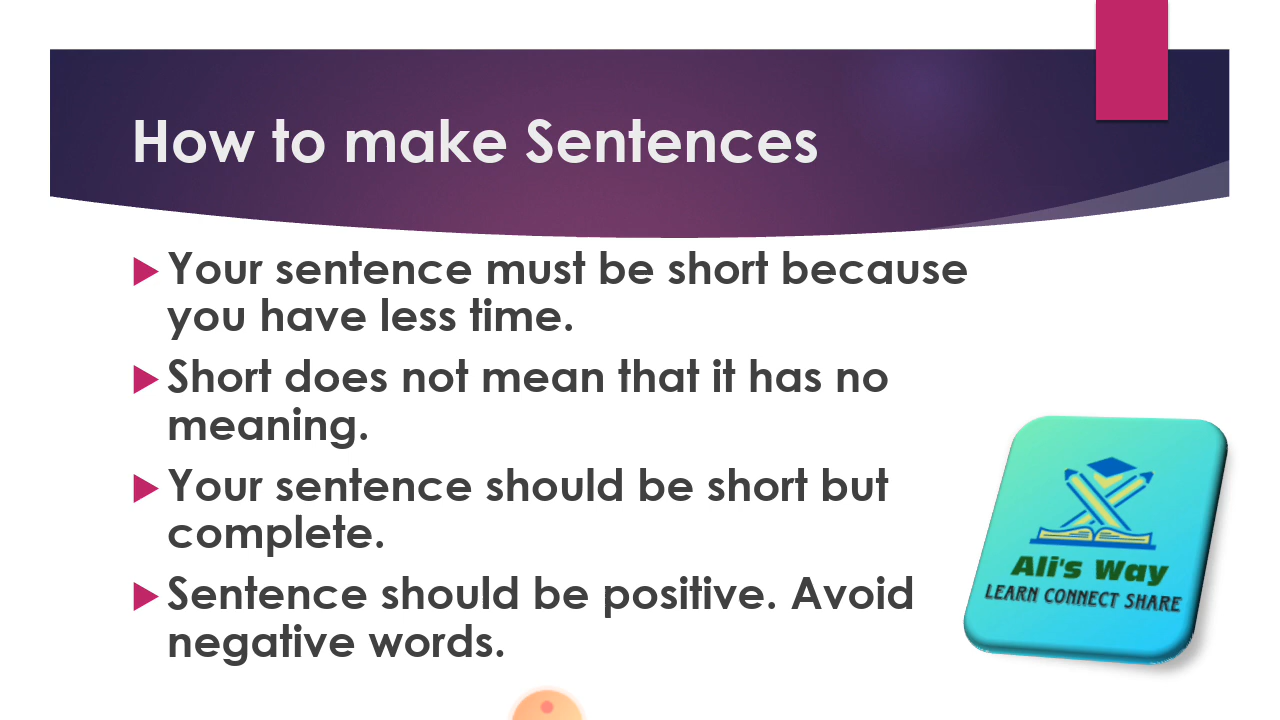 How to make Sentences
Your sentence must be short because
you have less time.
Short does not mean that it has no
meaning.
Your sentence should be short but
complete.
Sentence should be positive. Avoid
negative words.
Ali's Way
LEARN CONNECT SHARE